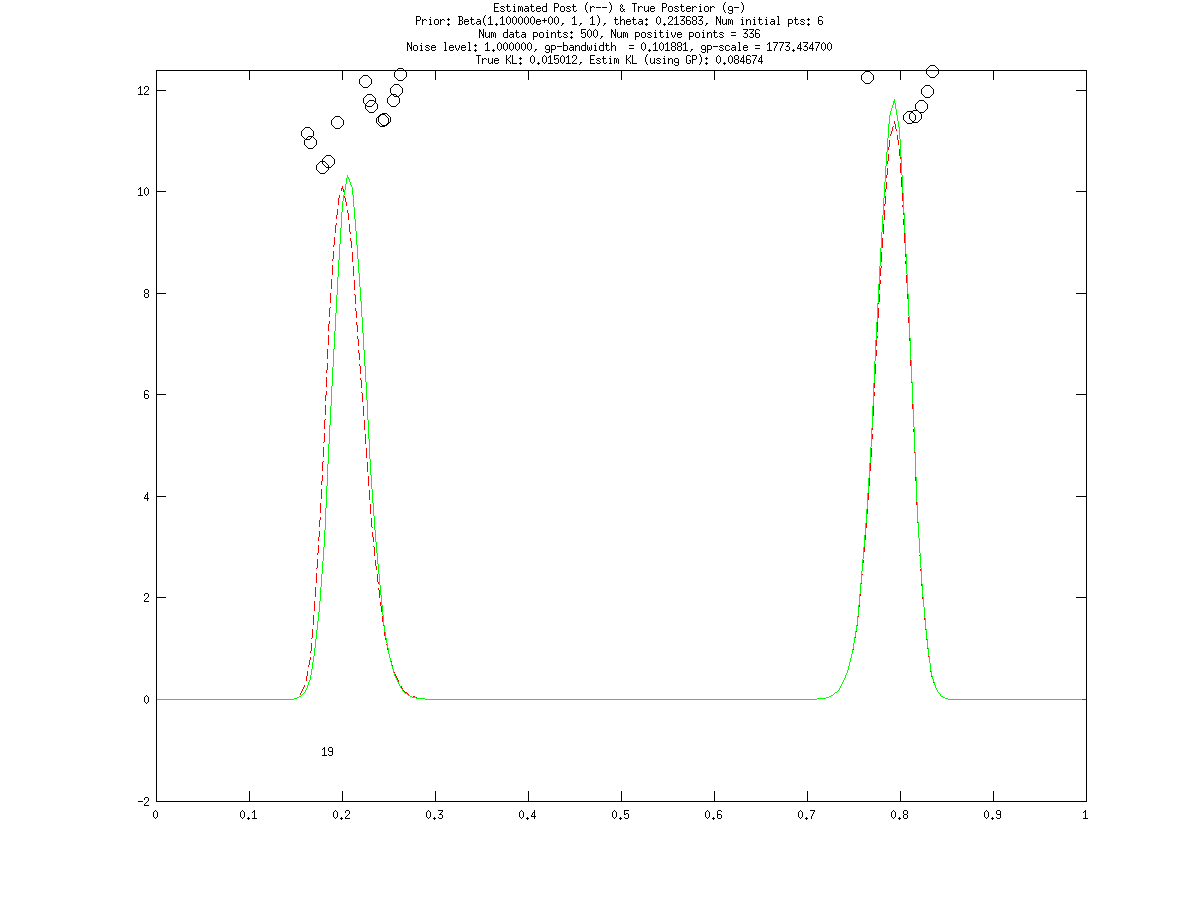 Estimated Post (r--) & True Posterior (g-)
Prior: Beta(1.100000e+00, 1, 1), theta: 0.213683, Num initial pts: 6
Num data points: 500, Num positive points = 336
Noise level: 1.000000, gp-bandwidth  = 0.101881, gp-scale = 1773.434700
True KL: 0.015012, Estim KL (using GP): 0.084674
12
10
8
6
4
2
0
19
-2
0 0.1 0.2 0.3 0.4 0.5 0.6 0.7 0.8 0.9 1